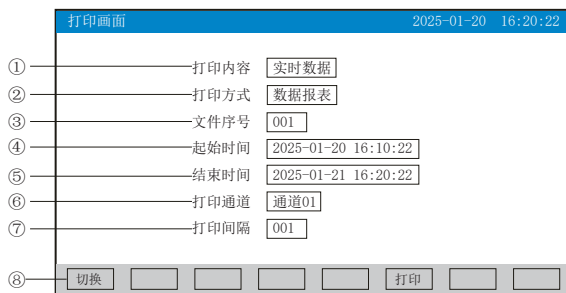 打印画面 2025-01-20 16:20:22
① 打印内容 实时数据
② 打印方式 数据报表
③ 文件序号 001
④ 起始时间 2025-01-20 16:10:22
⑤ 结束时间 2025-01-21 16:20:22
⑥ 打印通道 通道01
⑦ 打印间隔 001
⑧ 切换 打印